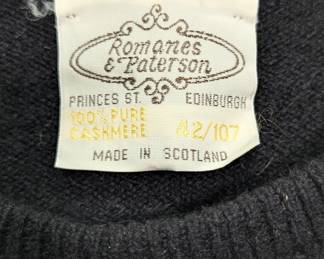 Romanes
& Paterson
PRINCES ST. EDINBURGH
100% PURE
CASHMERE 42/107
MADE IN SCOTLAND